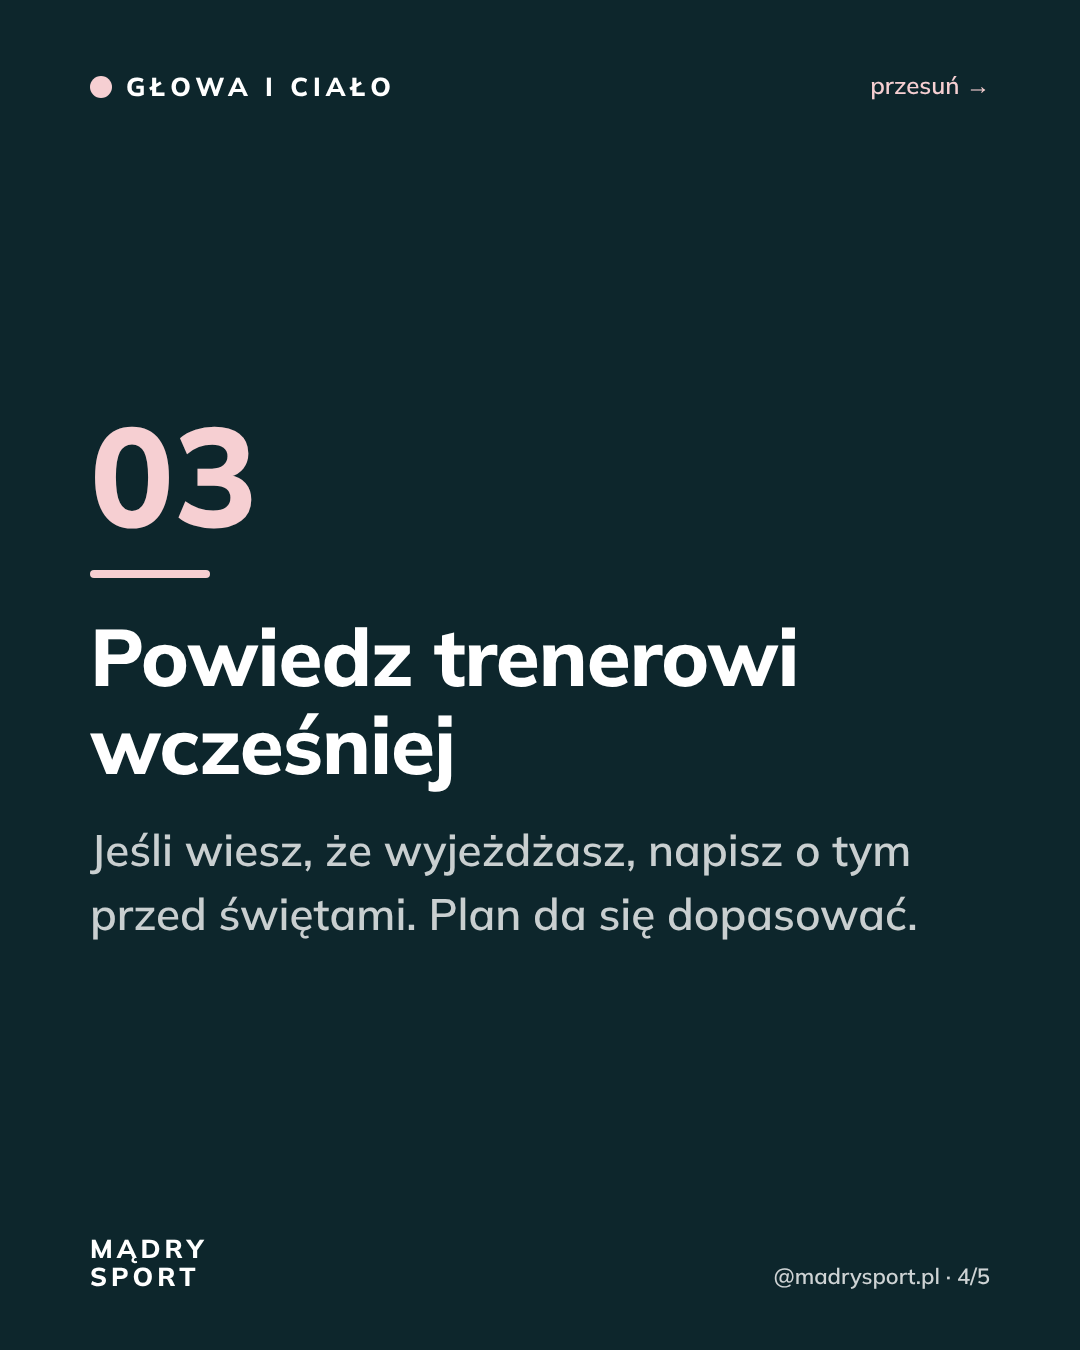 GŁOWA I CIAŁO
przesuń →
03
Powiedz trenerowi
wcześniej
Jeśli wiesz, że wyjeżdżasz, napisz o tym
przed świętami. Plan da się dopasować.
MĄDRY
SPORT
@madrysport.pl · 4/5